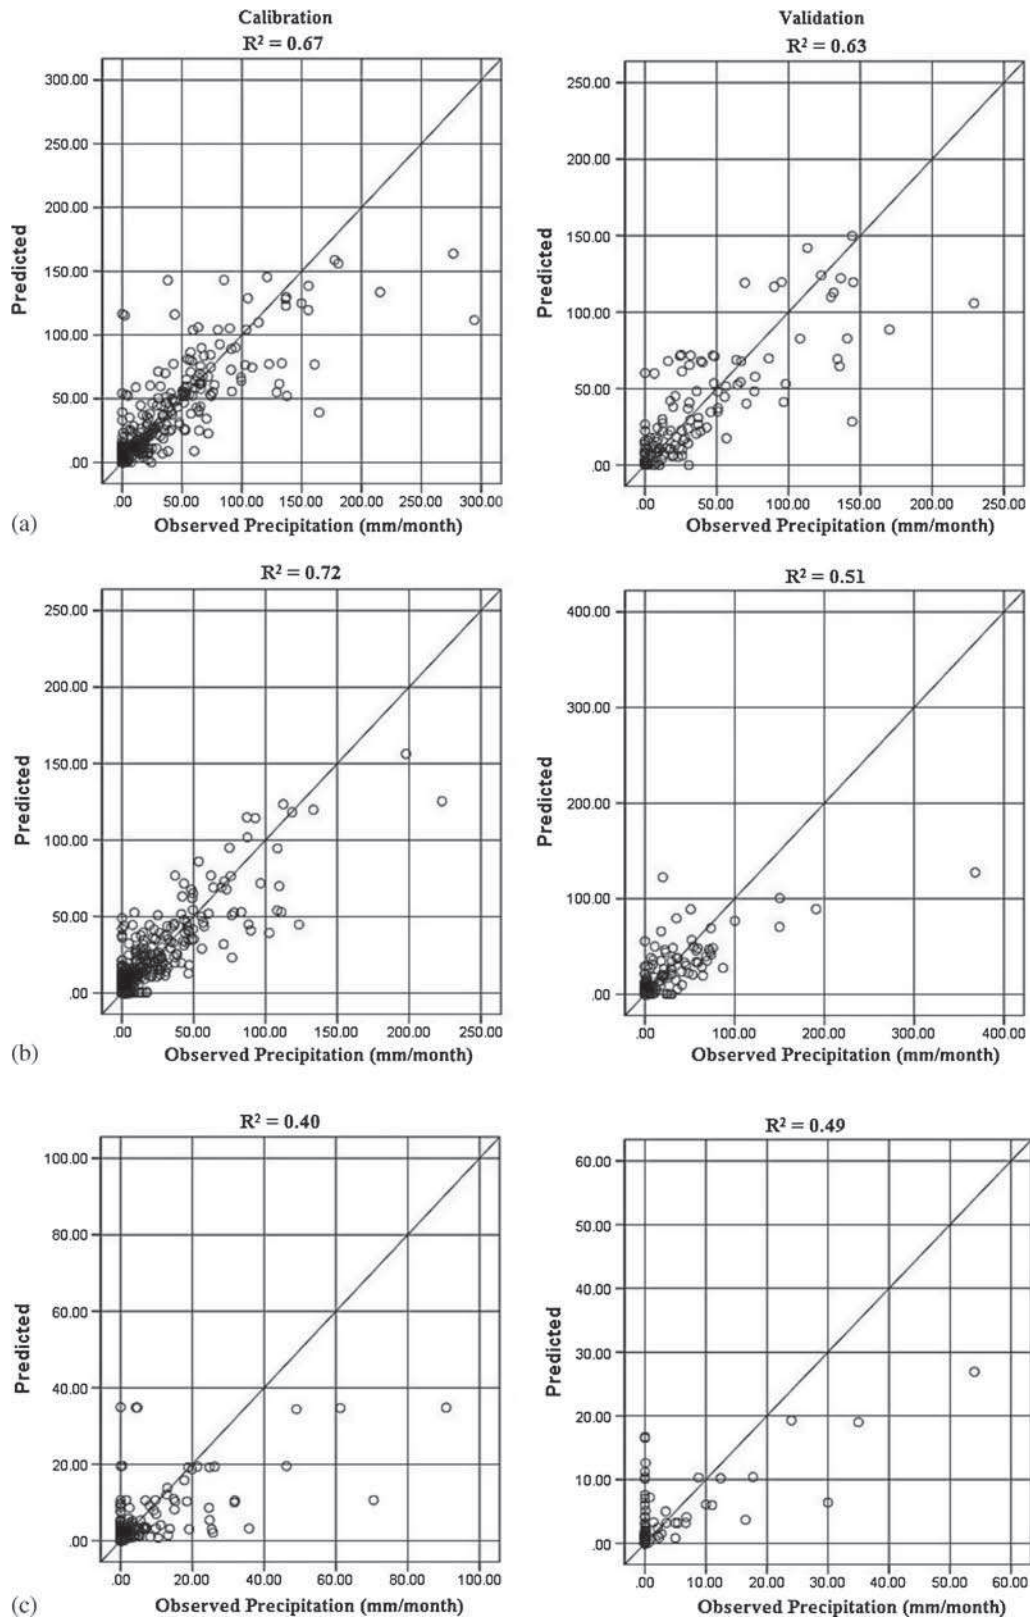 Calibration
R² = 0.67
300.00
250.00
200.00
150.00
100.00
50.00
.00
Predicted
.00 50.00 100.00 150.00 200.00 250.00 300.00
Observed Precipitation (mm/month)
Validation
R² = 0.63
250.00
200.00
150.00
100.00
50.00
.00
Predicted
.00 50.00 100.00 150.00 200.00 250.00
Observed Precipitation (mm/month)
(a)
R² = 0.72
250.00
200.00
150.00
100.00
50.00
.00
Predicted
.00 50.00 100.00 150.00 200.00 250.00
Observed Precipitation (mm/month)
R² = 0.51
400.00
300.00
200.00
100.00
.00
Predicted
.00 100.00 200.00 300.00 400.00
Observed Precipitation (mm/month)
(b)
R² = 0.40
100.00
80.00
60.00
40.00
20.00
.00
Predicted
.00 20.00 40.00 60.00 80.00 100.00
Observed Precipitation (mm/month)
R² = 0.49
60.00
50.00
40.00
30.00
20.00
10.00
.00
Predicted
.00 10.00 20.00 30.00 40.00 50.00 60.00
Observed Precipitation (mm/month)
(c)